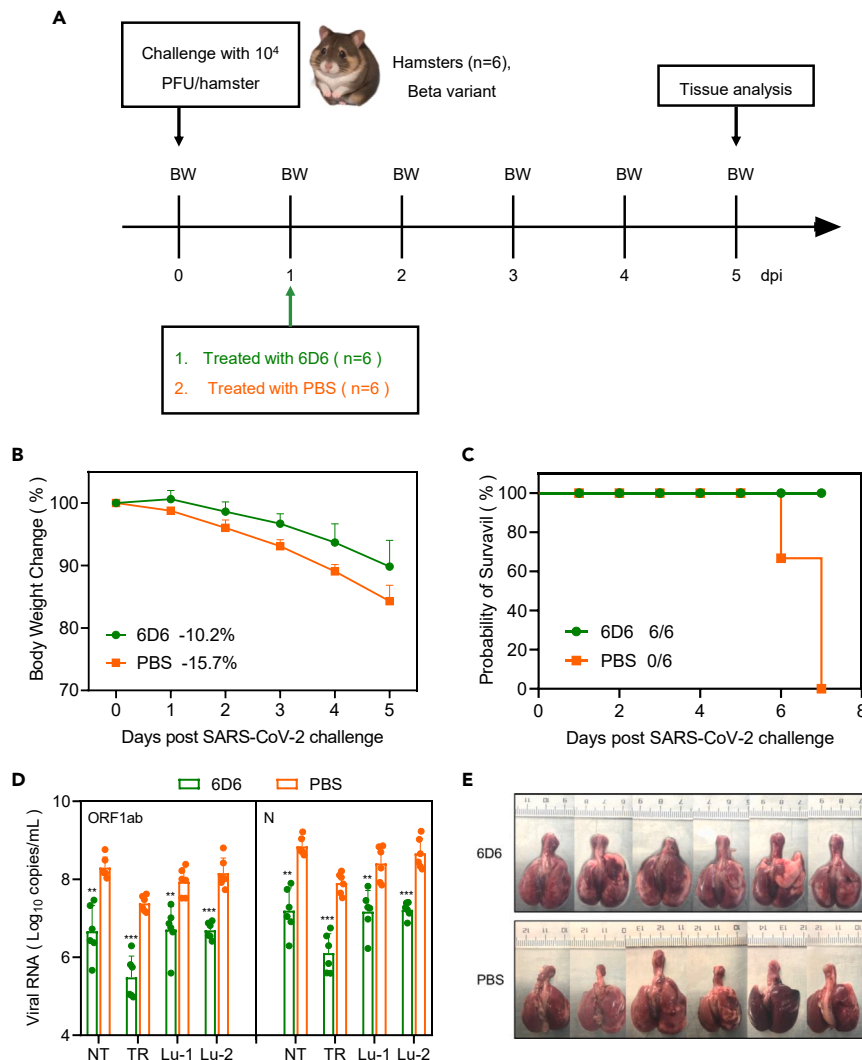 A
Challenge with 10⁴
PFU/hamster
Hamsters (n=6),
Beta variant
Tissue analysis
BW BW BW BW BW BW
0 1 2 3 4 5 dpi
1. Treated with 6D6 ( n=6 )
2. Treated with PBS ( n=6 )
B
Body Weight Change ( % )
100
90
80
70
6D6 -10.2%
PBS -15.7%
0 1 2 3 4 5
Days post SARS-CoV-2 challenge
C
Probability of Survavil ( % )
100
80
60
40
20
0
6D6 6/6
PBS 0/6
0 2 4 6 8
Days post SARS-CoV-2 challenge
D
6D6 PBS
Viral RNA ( Log₁₀ copies/mL )
10
8
6
4
ORF1ab N
** *** ** *** ** *** ** ***
NT TR Lu-1 Lu-2 NT TR Lu-1 Lu-2
E
6D6
PBS